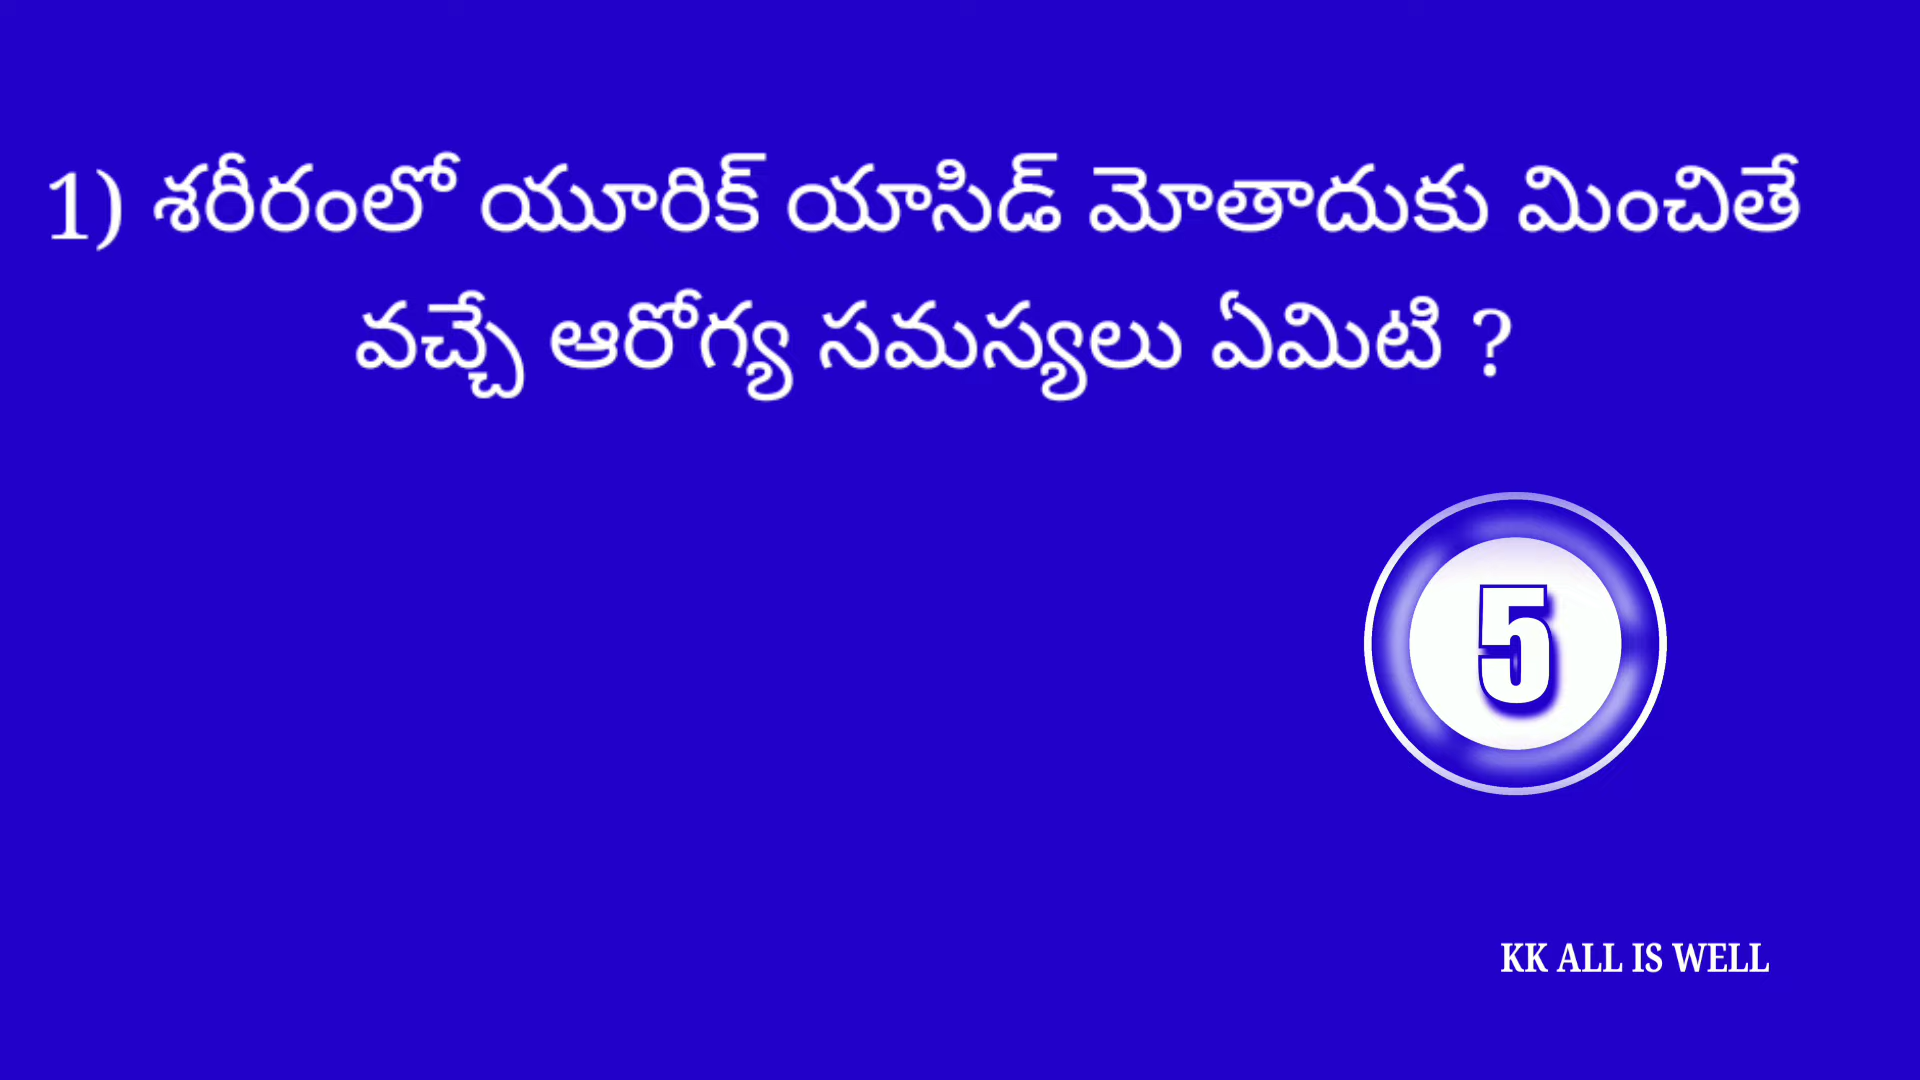 1) శరీరంలో యూరిక్ యాసిడ్ మోతాదుకు మించితే
వచ్చే ఆరోగ్య సమస్యలు ఏమిటి ?
5
KK ALL IS WELL